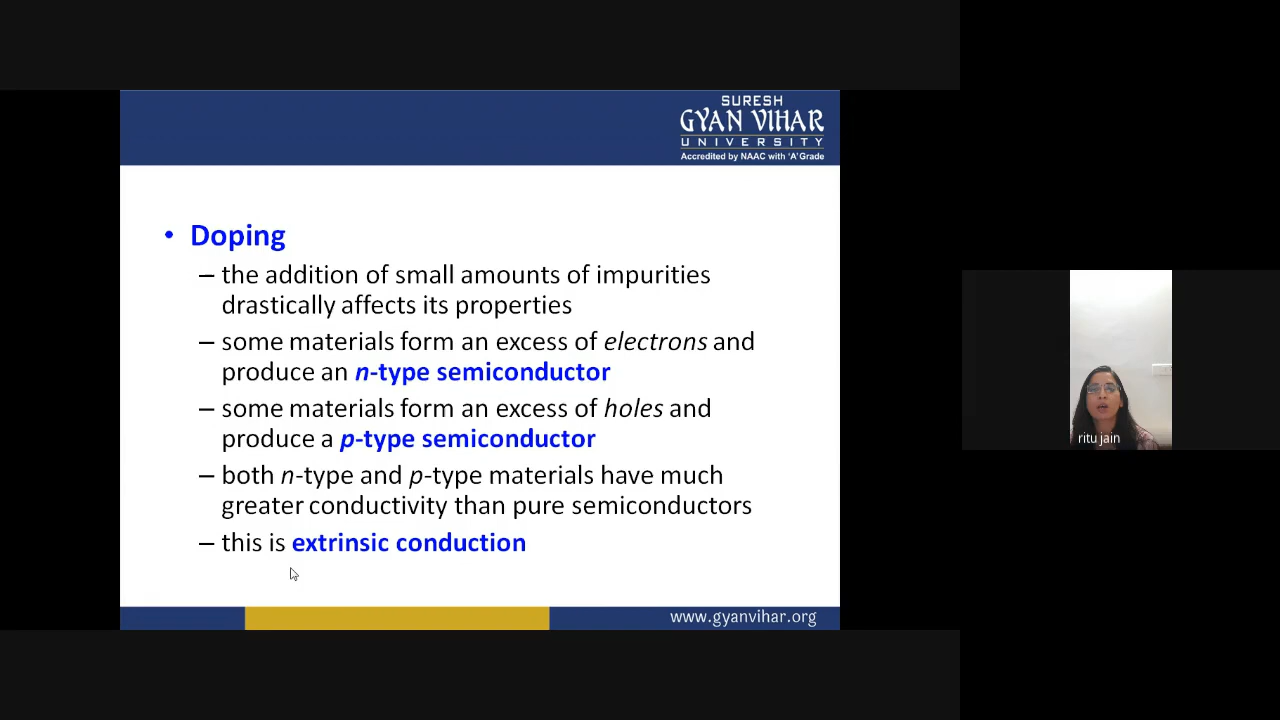 SURESH
GYAN VIHAR
UNIVERSITY
Accredited by NAAC with 'A' Grade
• Doping
– the addition of small amounts of impurities
drastically affects its properties
– some materials form an excess of electrons and
produce an n-type semiconductor
– some materials form an excess of holes and
produce a p-type semiconductor
– both n-type and p-type materials have much
greater conductivity than pure semiconductors
– this is extrinsic conduction
www.gyanvihar.org
ritu jain